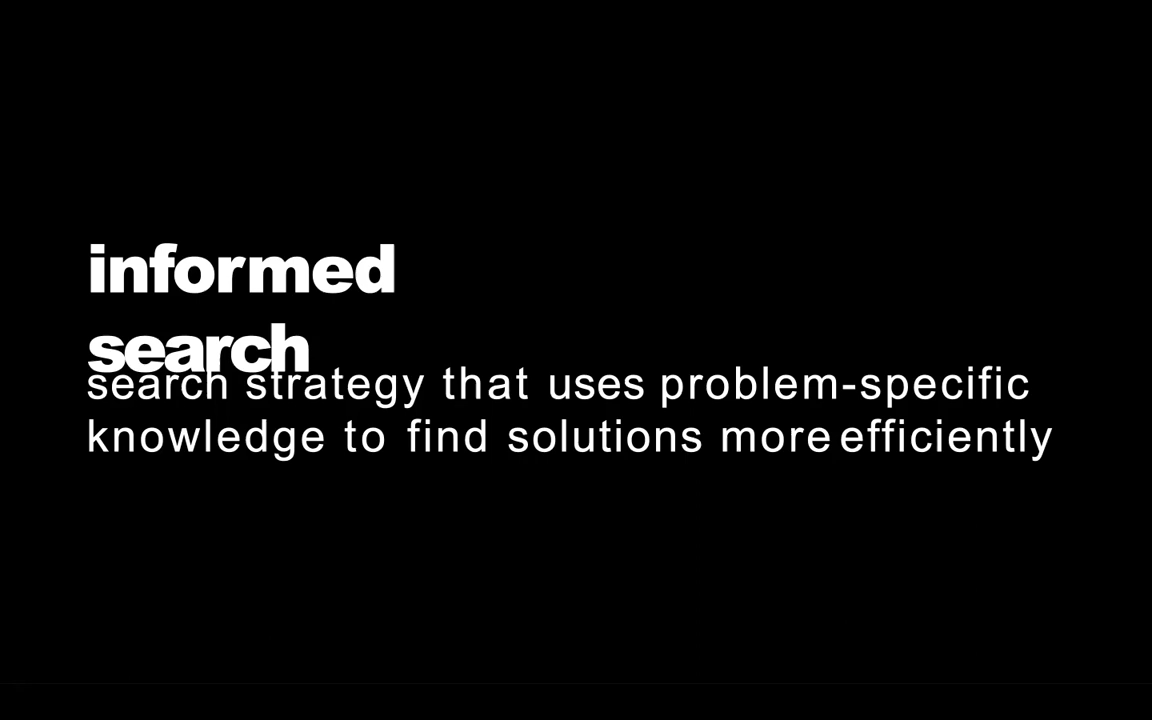 informed
search
search strategy that uses problem-specific
knowledge to find solutions more efficiently